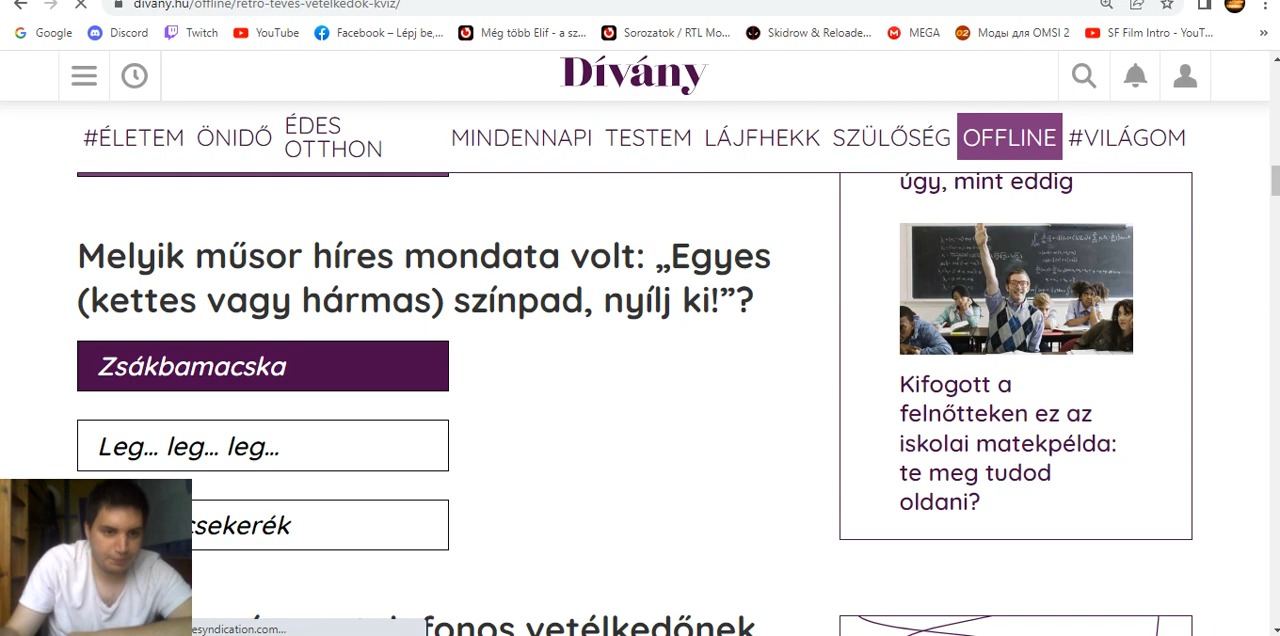 divany.hu/offline/retro-teves-vetelkedok-kviz/
Google
Discord
Twitch
YouTube
Facebook – Lépj be,...
Még több Elif - a sz...
Sorozatok / RTL Mo...
Skidrow & Reloade...
MEGA
Моды для OMSI 2
SF Film Intro - YouT...
»
Dívány
#ÉLETEM
ÖNIDŐ
ÉDES
OTTHON
MINDENNAPI
TESTEM
LÁJFHEKK
SZÜLŐSÉG
OFFLINE
#VILÁGOM
Melyik műsor híres mondata volt: „Egyes
(kettes vagy hármas) színpad, nyílj ki!”?
Zsákbamacska
Leg... leg... leg...
csekerék
fonos vetélkedőnek
esyndication.com...
úgy, mint eddig
Kifogott a
felnőtteken ez az
iskolai matekpélda:
te meg tudod
oldani?